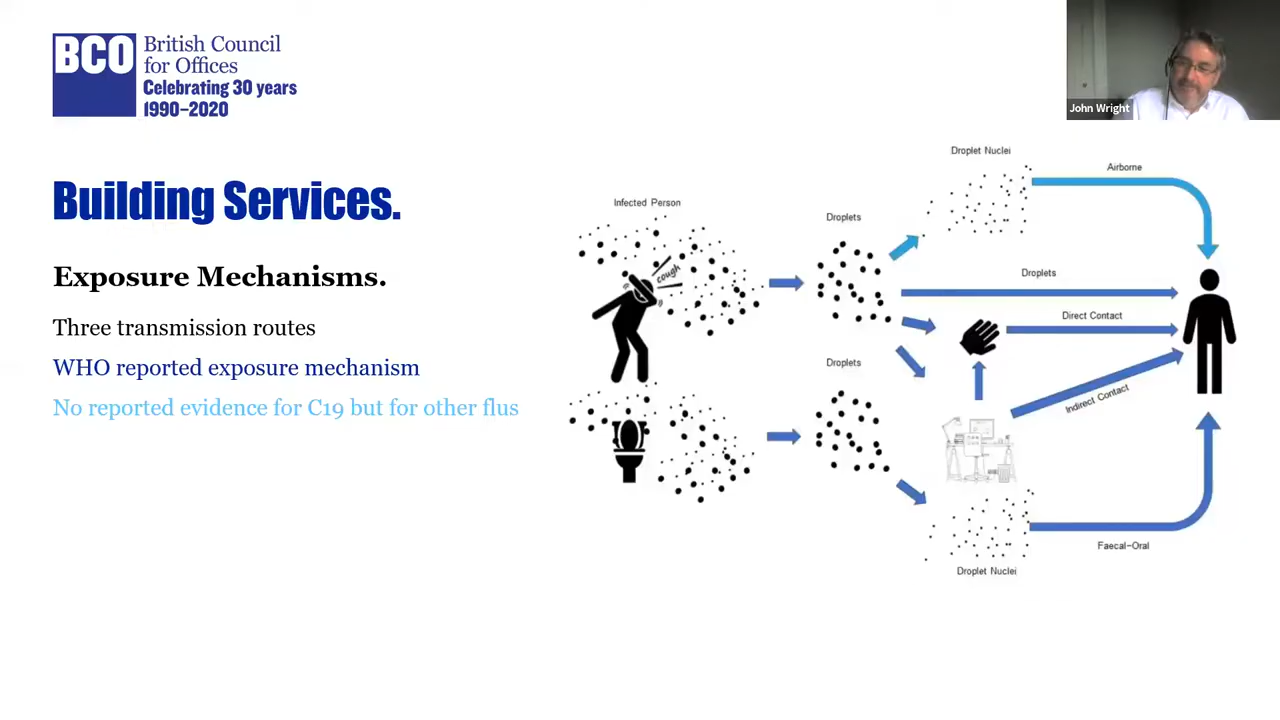 BCO
British Council
for Offices
Celebrating 30 years
1990–2020
John Wright
Building Services.
Exposure Mechanisms.
Three transmission routes
WHO reported exposure mechanism
No reported evidence for C19 but for other flus
Infected Person
cough
Droplets
Droplet Nuclei
Airborne
Droplets
Direct Contact
Indirect Contact
Droplets
Droplet Nuclei
Faecal-Oral